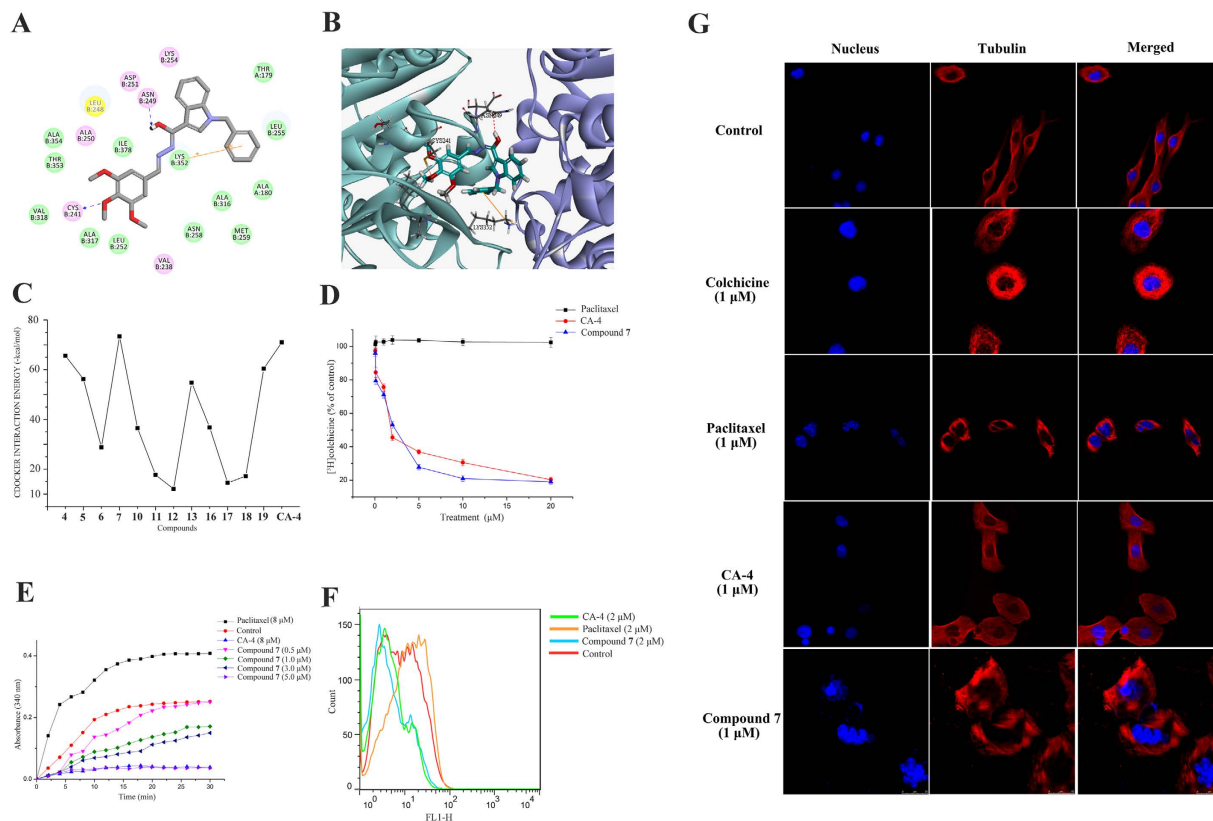 A
LYS
B:254
ASP
B:251
ASN
B:249
THR
A:179
LEU
B:248
LEU
B:255
ALA
B:250
ALA
B:354
ILE
B:378
LYS
B:352
THR
B:353
ALA
A:180
ALA
B:316
VAL
B:318
CYS
B:241
ALA
B:317
LEU
B:252
ASN
B:258
MET
B:259
VAL
B:238
B
CYS241
LYS352
C
CDOCKER INTERACTION ENERGY (-kcal/mol)
80
60
40
20
10
4 5 6 7 10 11 12 13 16 17 18 19 CA-4
Compounds
D
Paclitaxel
CA-4
Compound 7
[³H]colchicine (% of control)
100
80
60
40
20
0 5 10 15 20
Treatment (μM)
E
Paclitaxel (8 μM)
Control
CA-4 (8 μM)
Compound 7 (0.5 μM)
Compound 7 (1.0 μM)
Compound 7 (3.0 μM)
Compound 7 (5.0 μM)
Absorbance (340 nm)
0.4
0.2
0.0
0 5 10 15 20 25 30
Time (min)
F
CA-4 (2 μM)
Paclitaxel (2 μM)
Compound 7 (2 μM)
Control
Count
150
100
50
0
10⁰ 10¹ 10² 10³ 10⁴
FL1-H
G
Nucleus Tubulin Merged
Control
Colchicine
(1 μM)
Paclitaxel
(1 μM)
CA-4
(1 μM)
Compound 7
(1 μM)